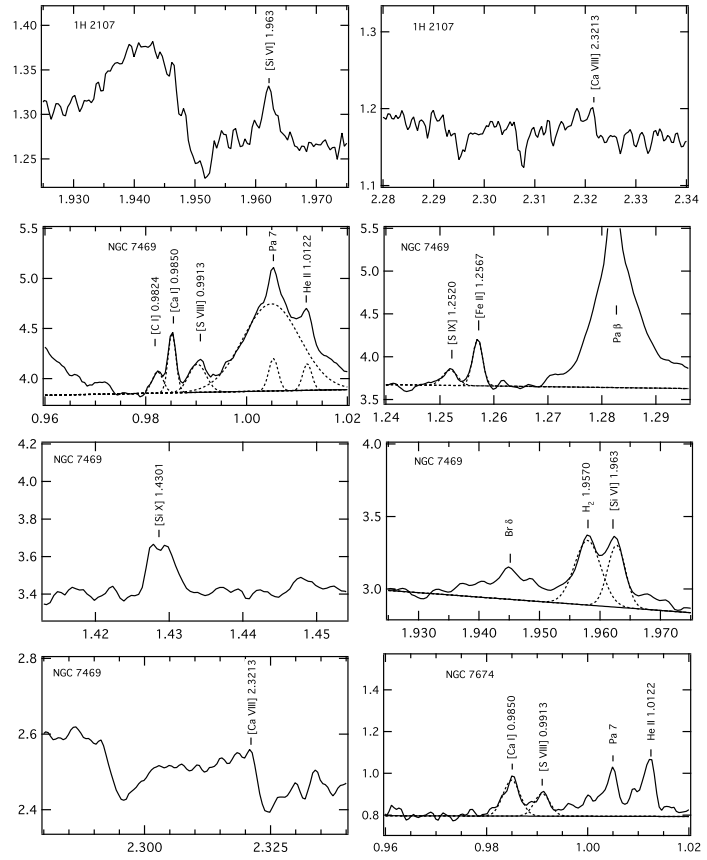 1H 2107
[Si VI] 1.963
1.40
1.35
1.30
1.25
1.930
1.940
1.950
1.960
1.970
1H 2107
[Ca VIII] 2.3213
1.3
1.2
1.1
2.28
2.29
2.30
2.31
2.32
2.33
2.34
NGC 7469
[C I] 0.9824
[Ca I] 0.9850
[S VIII] 0.9913
Pa 7
He II 1.0122
5.5
5.0
4.5
4.0
0.96
0.98
1.00
1.02
NGC 7469
[S IX] 1.2520
[Fe II] 1.2567
Pa β
5.5
5.0
4.5
4.0
3.5
1.24
1.25
1.26
1.27
1.28
1.29
NGC 7469
[Si X] 1.4301
4.2
4.0
3.8
3.6
3.4
1.42
1.43
1.44
1.45
NGC 7469
Br δ
H2 1.9570
[Si VI] 1.963
4.0
3.5
3.0
1.930
1.940
1.950
1.960
1.970
NGC 7469
[Ca VIII] 2.3213
2.8
2.6
2.4
2.300
2.325
NGC 7674
[Ca I] 0.9850
[S VIII] 0.9913
Pa 7
He II 1.0122
1.4
1.2
1.0
0.8
0.96
0.98
1.00
1.02